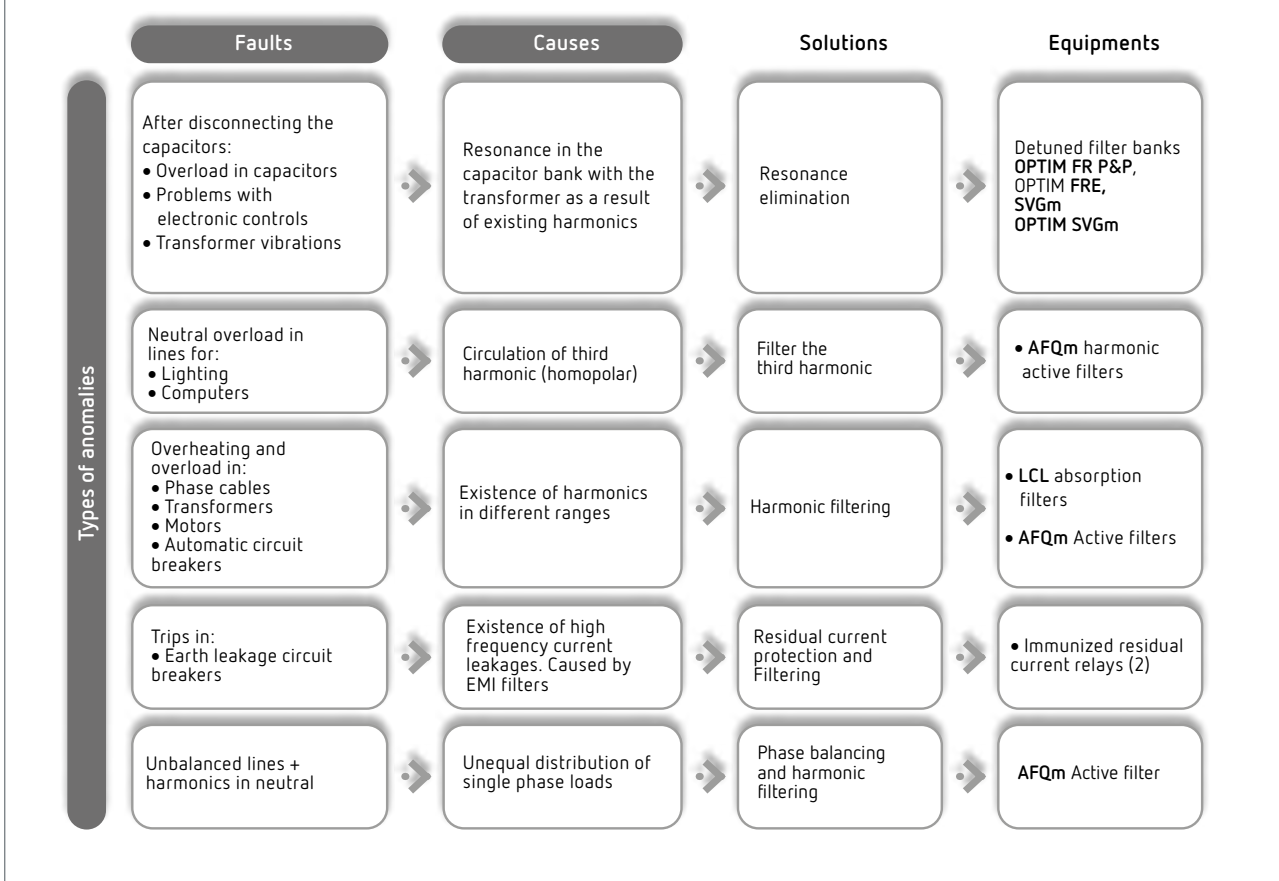 Faults
Causes
Solutions
Equipments
Types of anomalies
After disconnecting the
capacitors:
• Overload in capacitors
• Problems with
electronic controls
• Transformer vibrations
Resonance in the
capacitor bank with the
transformer as a result
of existing harmonics
Resonance
elimination
Detuned filter banks
OPTIM FR P&P,
OPTIM FRE,
SVGm
OPTIM SVGm
Neutral overload in
lines for:
• Lighting
• Computers
Circulation of third
harmonic (homopolar)
Filter the
third harmonic
• AFQm harmonic
active filters
Overheating and
overload in:
• Phase cables
• Transformers
• Motors
• Automatic circuit
breakers
Existence of harmonics
in different ranges
Harmonic filtering
• LCL absorption
filters
• AFQm Active filters
Trips in:
• Earth leakage circuit
breakers
Existence of high
frequency current
leakages. Caused by
EMI filters
Residual current
protection and
Filtering
• Immunized residual
current relays (2)
Unbalanced lines +
harmonics in neutral
Unequal distribution of
single phase loads
Phase balancing
and harmonic
filtering
AFQm Active filter